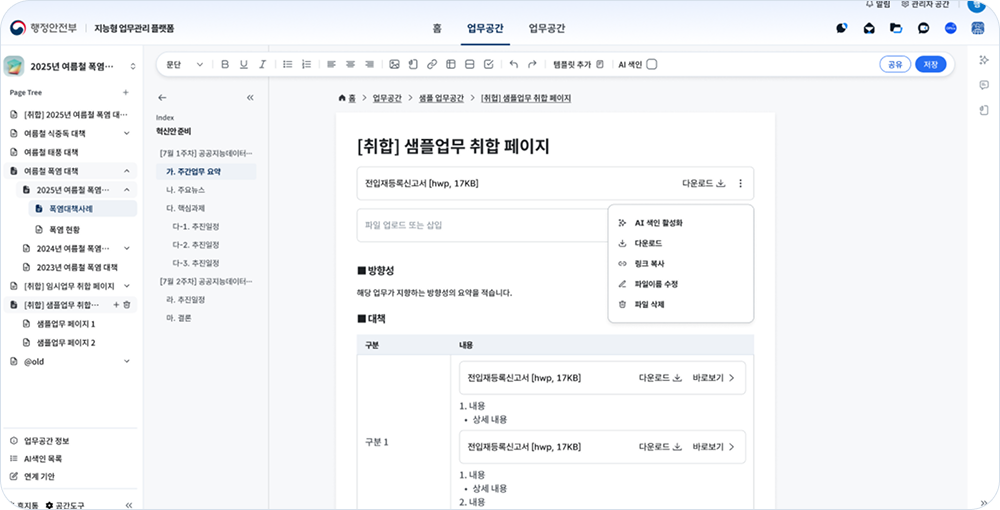 알림 관리자 공간
행정안전부 지능형 업무관리 플랫폼
홈 업무공간 업무공간
2025년 여름철 폭염...
문단 B U I 템플릿 추가 AI 색인 공유 저장
Page Tree +
[취합] 2025년 여름철 폭염 대...
여름철 식중독 대책
여름철 태풍 대책
여름철 폭염 대책
2025년 여름철 폭염...
폭염대책사례
폭염 현황
2024년 여름철 폭염...
2023년 여름철 폭염 대책
[취합] 임시업무 취합 페이지
[취합] 샘플업무 취합...
샘플업무 페이지 1
샘플업무 페이지 2
@old
업무공간 정보
AI색인 목록
연계 기안
휴지통 공간도구
Index
혁신안 준비
[7월 1주차] 공공지능데이터...
가. 주간업무 요약
나. 주요뉴스
다. 핵심과제
다-1. 추진일정
다-2. 추진일정
다-3. 추진일정
[7월 2주차] 공공지능데이터...
라. 추진일정
마. 결론
홈 > 업무공간 > 샘플 업무공간 > [취합] 샘플업무 취합 페이지
[취합] 샘플업무 취합 페이지
전입재등록신고서 [hwp, 17KB] 다운로드
파일 업로드 또는 삽입
AI 색인 활성화
다운로드
링크 복사
파일이름 수정
파일 삭제
■ 방향성
해당 업무가 지향하는 방향성의 요약을 적습니다.
■ 대책
구분 내용
구분 1
전입재등록신고서 [hwp, 17KB] 다운로드 바로보기
1. 내용
• 상세 내용
전입재등록신고서 [hwp, 17KB] 다운로드 바로보기
1. 내용
• 상세 내용
2. 내용